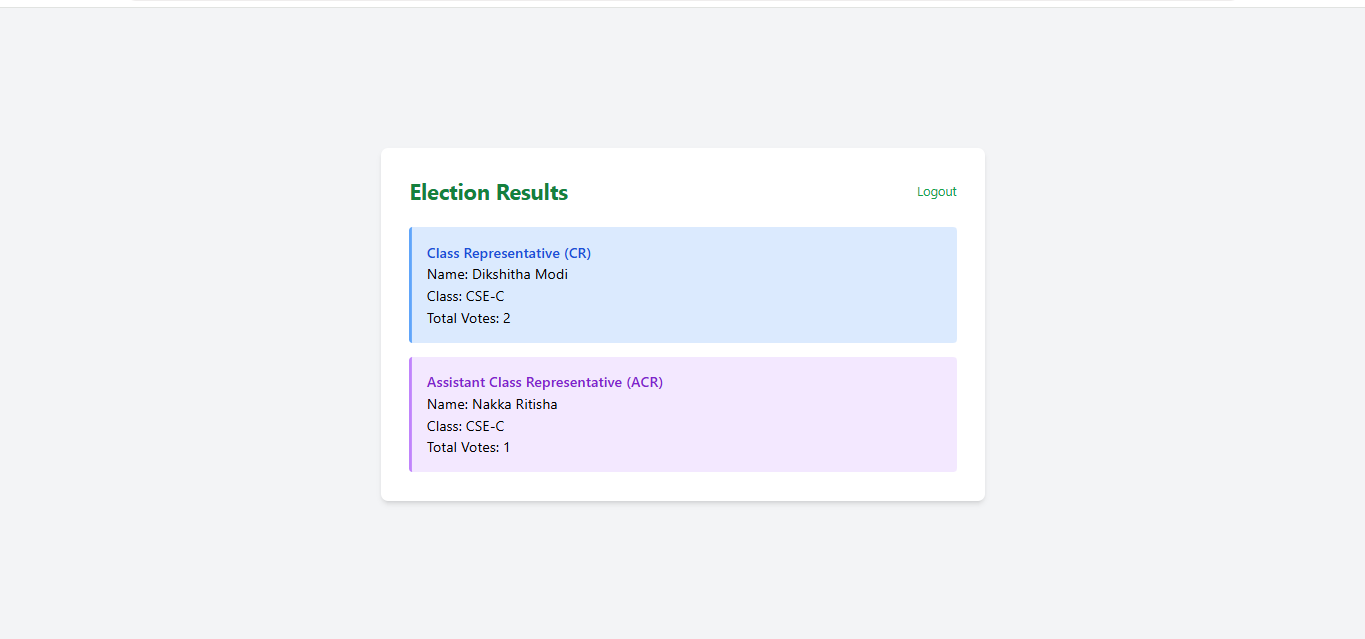 Election Results
Logout
Class Representative (CR)
Name: Dikshitha Modi
Class: CSE-C
Total Votes: 2
Assistant Class Representative (ACR)
Name: Nakka Ritisha
Class: CSE-C
Total Votes: 1